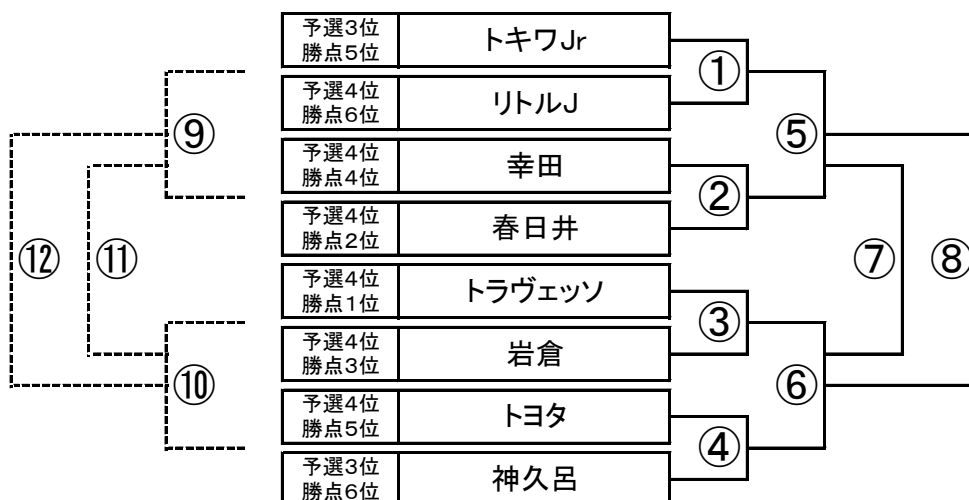 予選3位
勝点5位
トキワJr
①
予選4位
勝点6位
リトルJ
⑨
⑤
予選4位
勝点4位
幸田
②
予選4位
勝点2位
春日井
⑫
⑪
⑦
⑧
予選4位
勝点1位
トラヴェッソ
③
予選4位
勝点3位
岩倉
⑩
⑥
予選4位
勝点5位
トヨタ
④
予選3位
勝点6位
神久呂